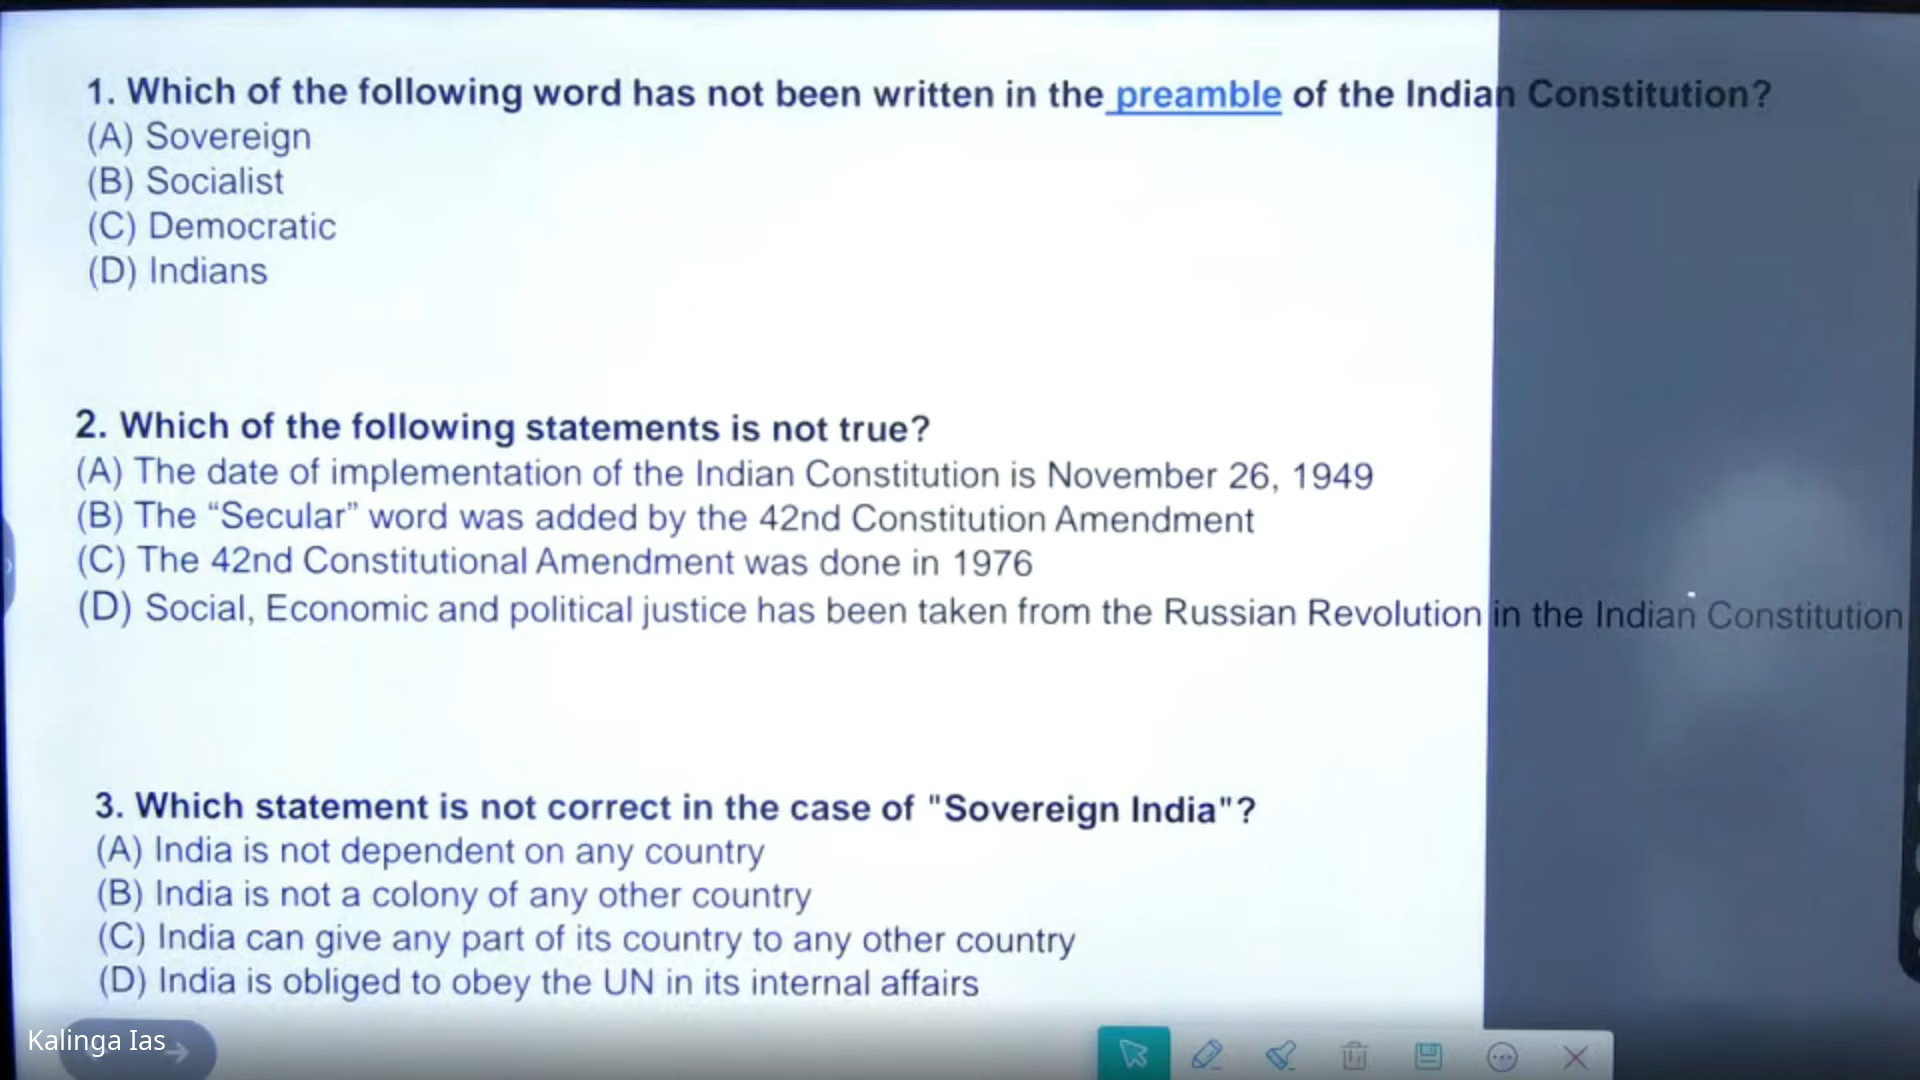 1. Which of the following word has not been written in the preamble of the Indian Constitution?
(A) Sovereign
(B) Socialist
(C) Democratic
(D) Indians
2. Which of the following statements is not true?
(A) The date of implementation of the Indian Constitution is November 26, 1949
(B) The “Secular” word was added by the 42nd Constitution Amendment
(C) The 42nd Constitutional Amendment was done in 1976
(D) Social, Economic and political justice has been taken from the Russian Revolution in the Indian Constitution
3. Which statement is not correct in the case of "Sovereign India"?
(A) India is not dependent on any country
(B) India is not a colony of any other country
(C) India can give any part of its country to any other country
(D) India is obliged to obey the UN in its internal affairs
Kalinga Ias